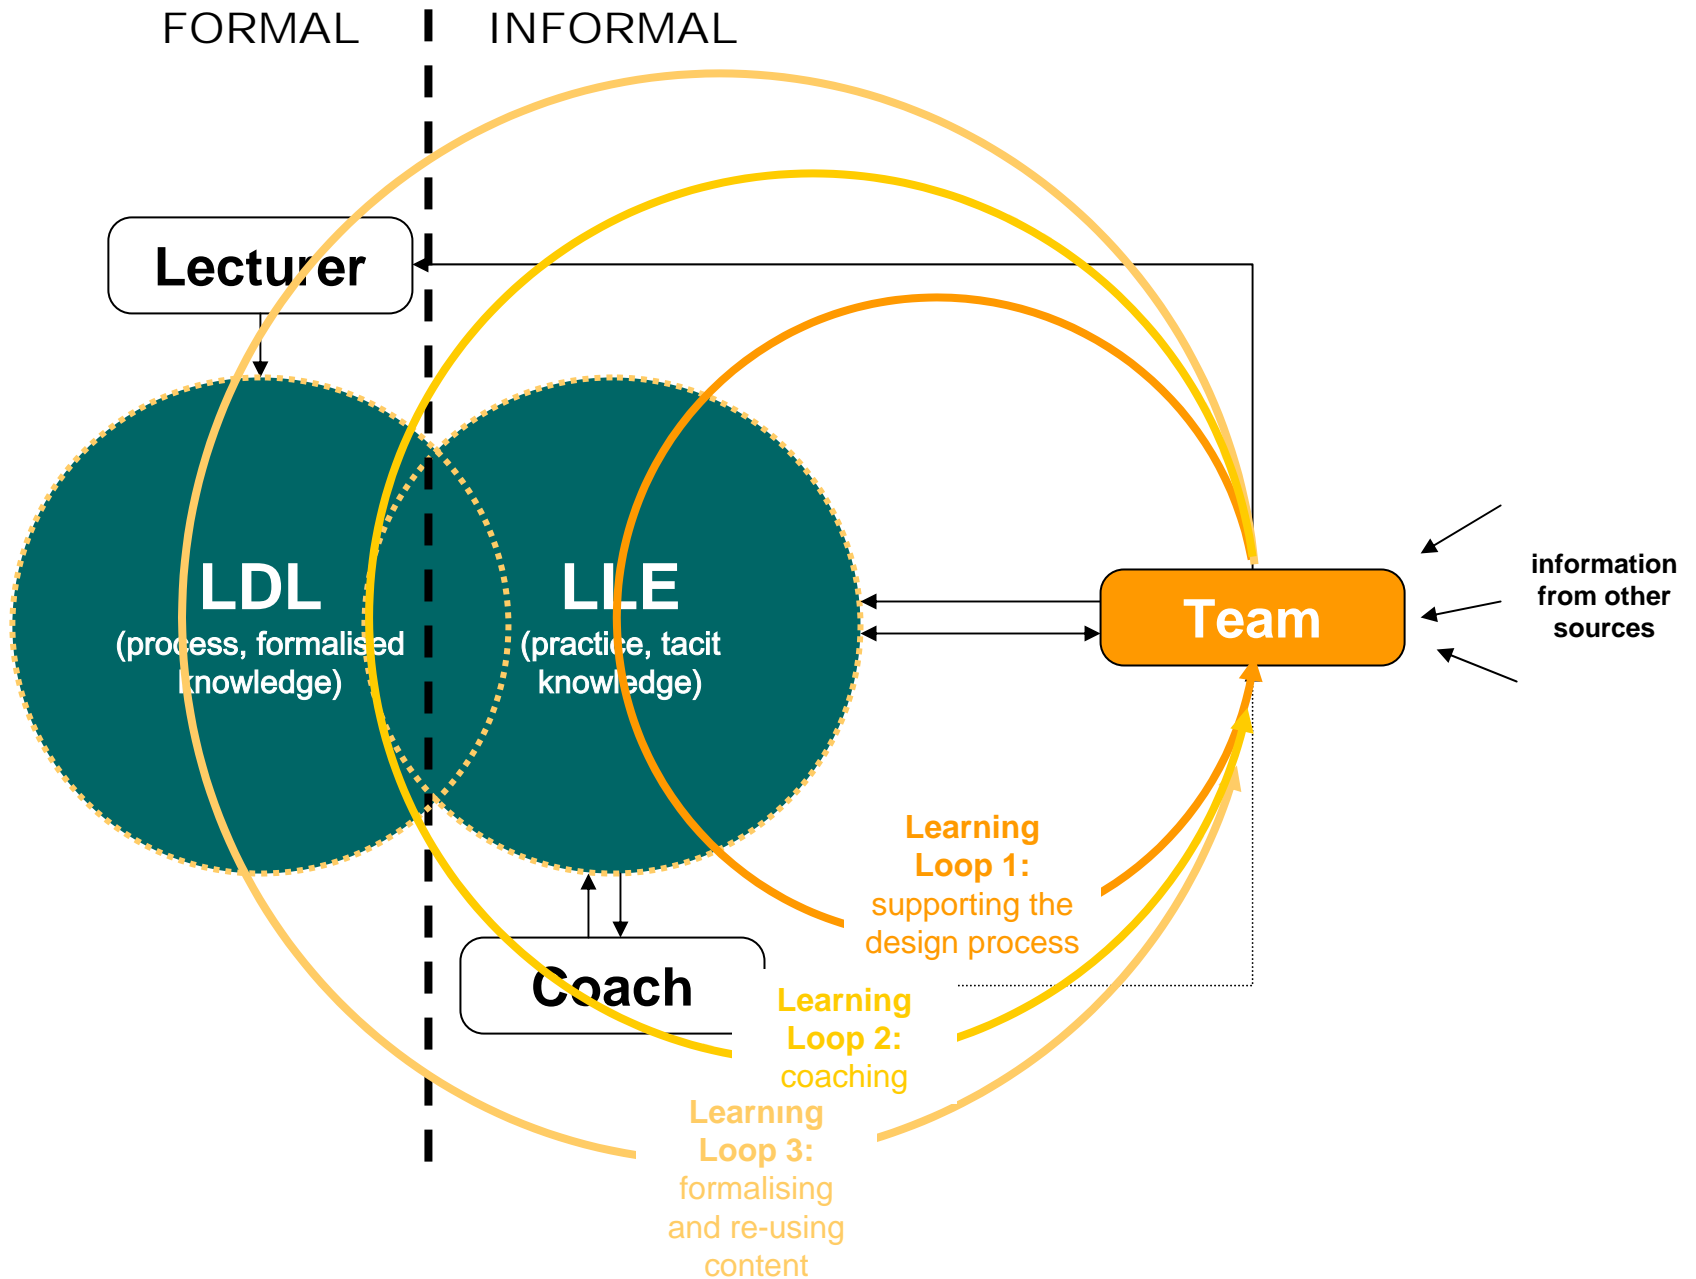 FORMAL
INFORMAL
Lecturer
LDL
(process, formalised
knowledge)
LLE
(practice, tacit
knowledge)
Team
information
from other
sources
Learning
Loop 1:
supporting the
design process
Coach
Learning
Loop 2:
coaching
Learning
Loop 3:
formalising
and re-using
content